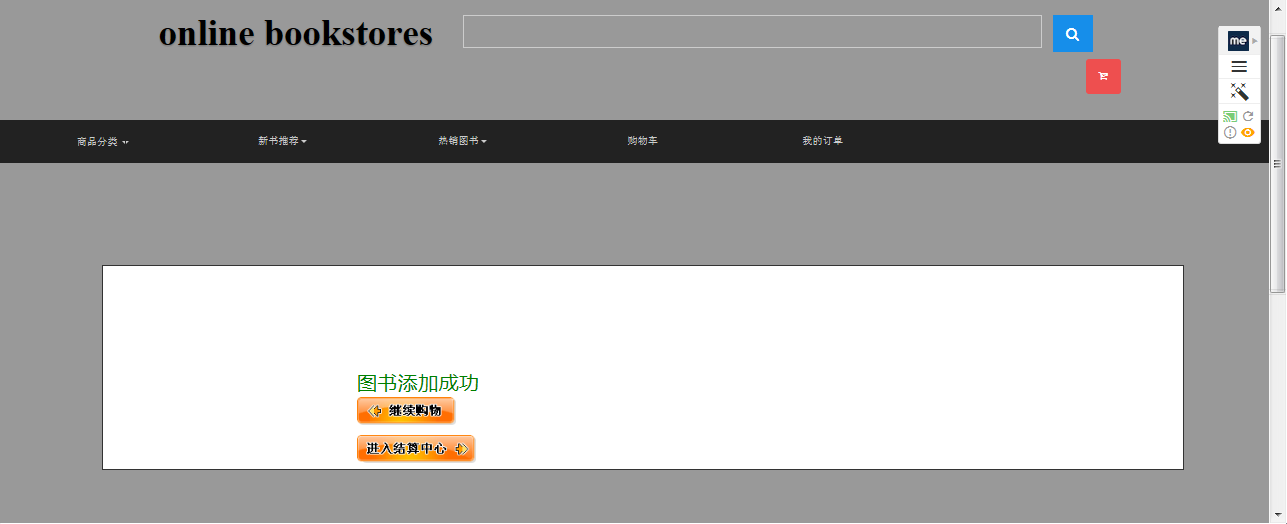 online bookstores
me
商品分类
新书推荐
热销图书
购物车
我的订单
图书添加成功
继续购物
进入结算中心